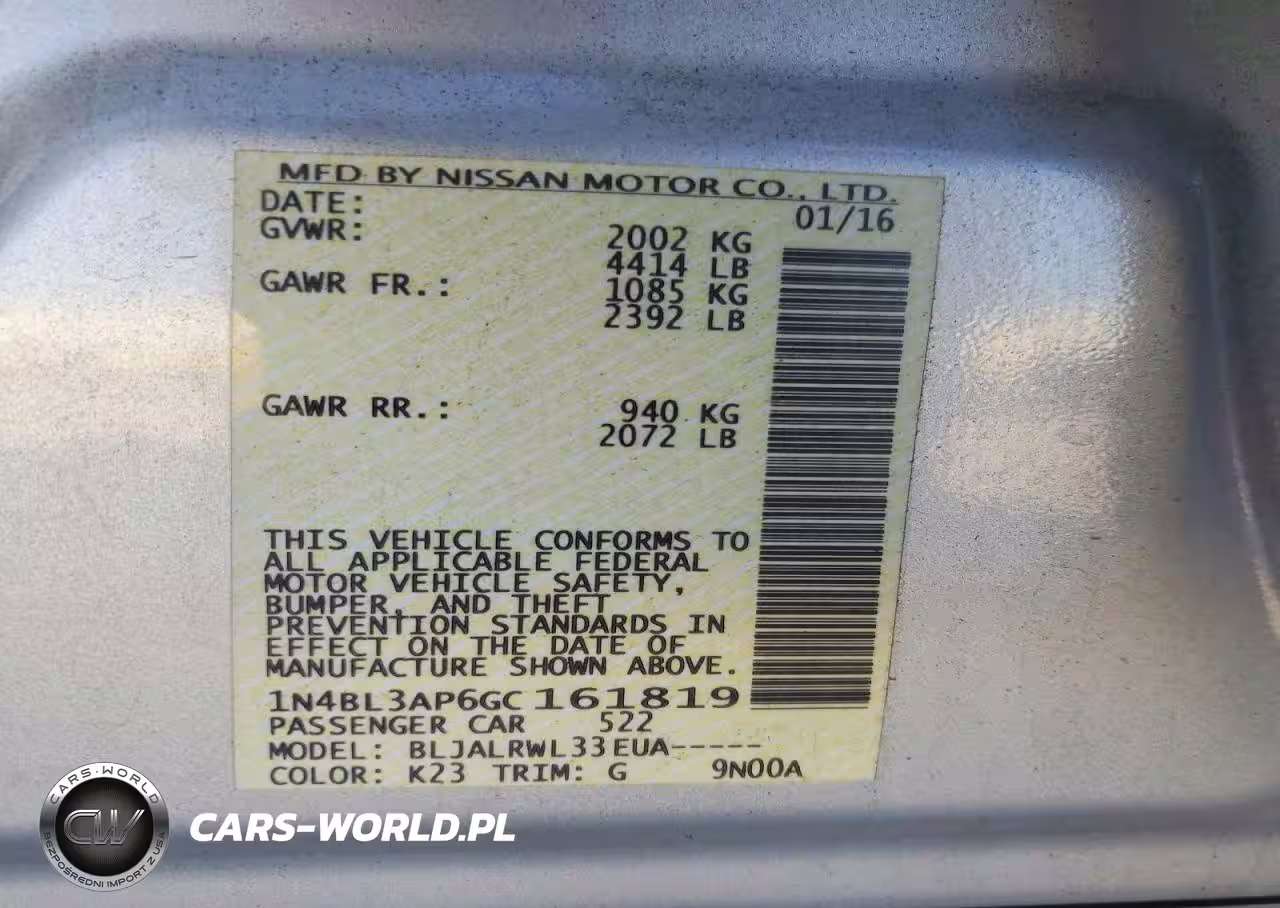 MFD BY NISSAN MOTOR CO., LTD.
DATE: 01/16
GVWR: 2002 KG
4414 LB
GAWR FR.: 1085 KG
2392 LB
GAWR RR.: 940 KG
2072 LB
THIS VEHICLE CONFORMS TO
ALL APPLICABLE FEDERAL
MOTOR VEHICLE SAFETY,
BUMPER, AND THEFT
PREVENTION STANDARDS IN
EFFECT ON THE DATE OF
MANUFACTURE SHOWN ABOVE.
1N4BL3AP6GC161819
PASSENGER CAR 522
MODEL: BLJALRWL33EUA-----
COLOR: K23 TRIM: G 9N00A
CARS-WORLD
CW
BEZPOŚREDNI IMPORT Z USA
CARS-WORLD.PL